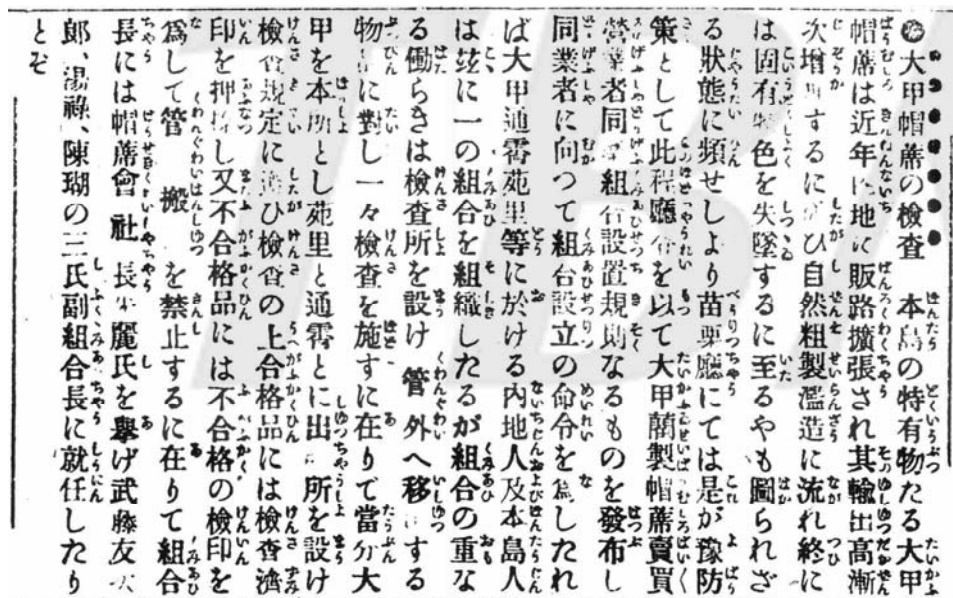 大甲帽蓆の檢査 本島の特有物たる大甲
帽蓆は近年内地に販路擴張され其輸出高漸
次增加するに從ひ自然粗製濫造に流れ終に
は固有特色を失墜するに至るやも圖られざ
る狀態に頻せしより苗栗廳にては是が豫防
策として此程廳令を以て大甲藺製帽蓆賣買
營業者同業組合設置規則なるものを發布し
同業者に向つて組合設立の命令を爲したれ
ば大甲通霄苑里等に於ける內地人及本島人
は玆に一の組合を組織したるが組合の重な
る働らきは檢査所を設け管外へ移出する
物品に對し一々檢査を施すに在りて當分大
甲を本所とし苑里と通霄とに出 所を設け
檢査規定に從ひ檢査の上合格品には檢査濟
印を押捺し又不合格品には不合格の檢印を
爲して管 搬 を禁止するに在りて組合
長には帽蓆會社長 麗氏を擧げ武藤友
郞、湯祿、陳瑚の三氏副組合長に就任したり
とぞ